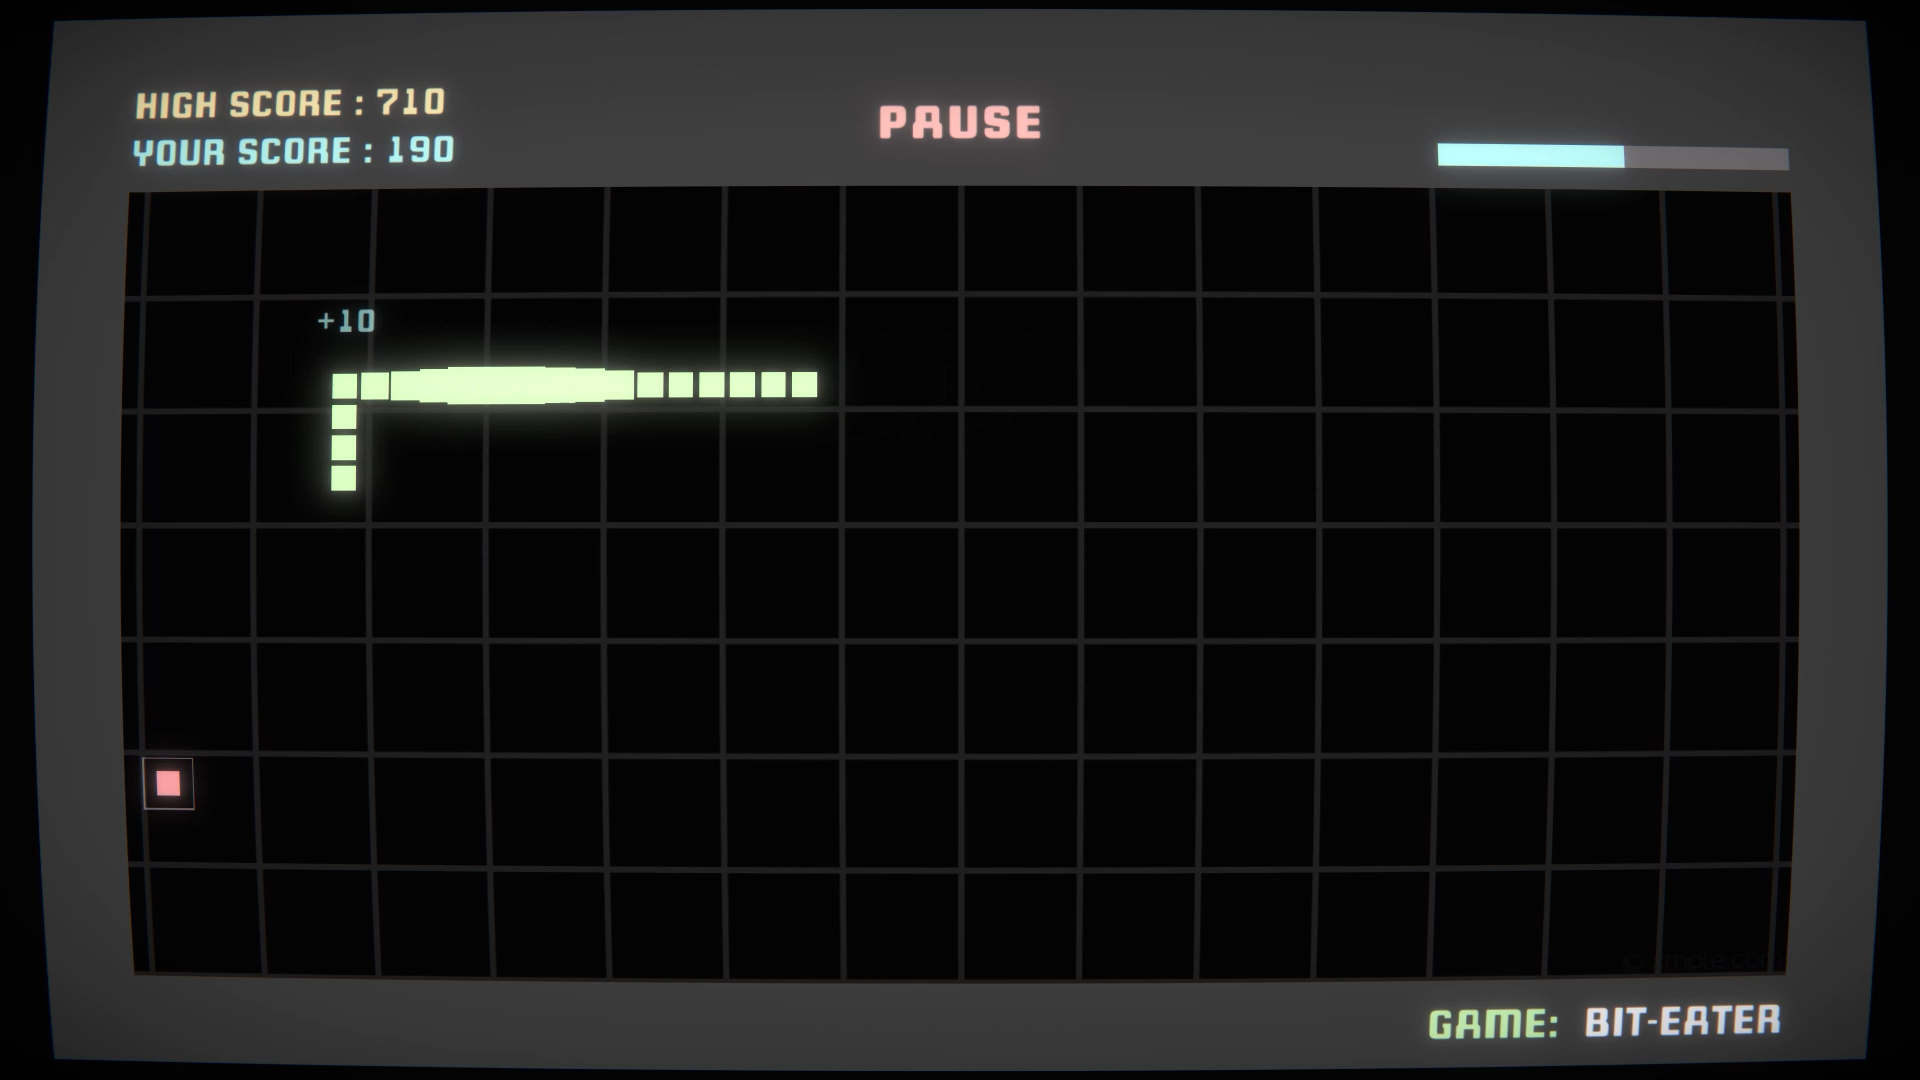 HIGH SCORE : 710
YOUR SCORE : 190
PAUSE
+10
GAME: BIT-EATER